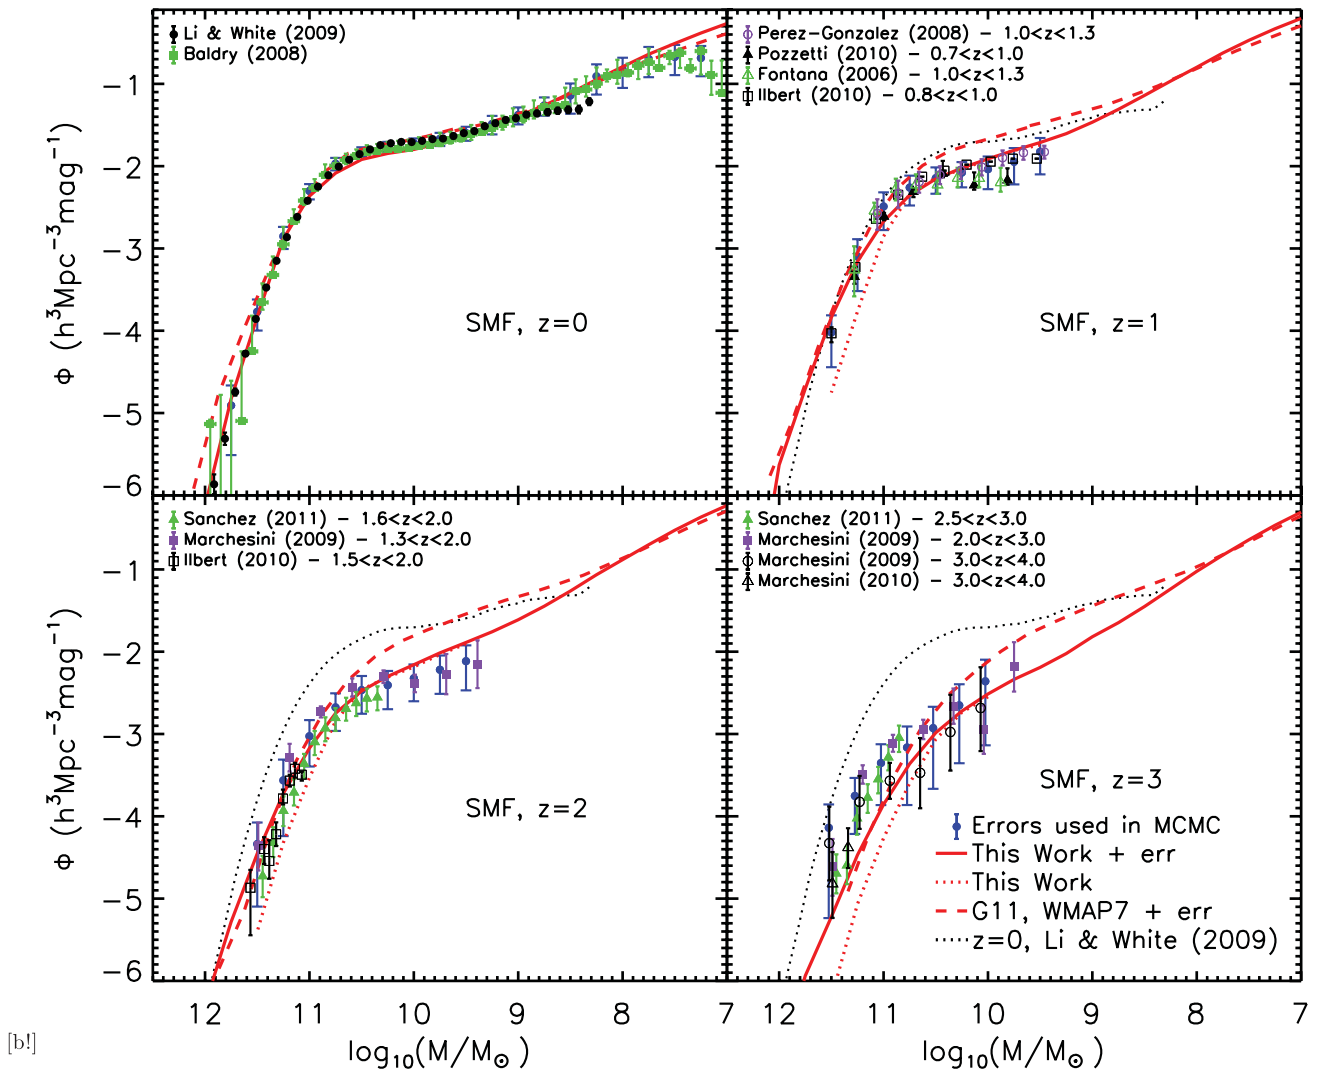 Li & White (2009)
Baldry (2008)
SMF, z=0
Φ (h³Mpc⁻³mag⁻¹)
−1
−2
−3
−4
−5
−6
Perez−Gonzalez (2008) − 1.0<z<1.3
Pozzetti (2010) − 0.7<z<1.0
Fontana (2006) − 1.0<z<1.3
Ilbert (2010) − 0.8<z<1.0
SMF, z=1
Sanchez (2011) − 1.6<z<2.0
Marchesini (2009) − 1.3<z<2.0
Ilbert (2010) − 1.5<z<2.0
SMF, z=2
Φ (h³Mpc⁻³mag⁻¹)
−1
−2
−3
−4
−5
−6
12 11 10 9 8
log₁₀(M/M☉)
Sanchez (2011) − 2.5<z<3.0
Marchesini (2009) − 2.0<z<3.0
Marchesini (2009) − 3.0<z<4.0
Marchesini (2010) − 3.0<z<4.0
SMF, z=3
Errors used in MCMC
This Work + err
This Work
G11, WMAP7 + err
z=0, Li & White (2009)
12 11 10 9 8 7
log₁₀(M/M☉)
[b!]